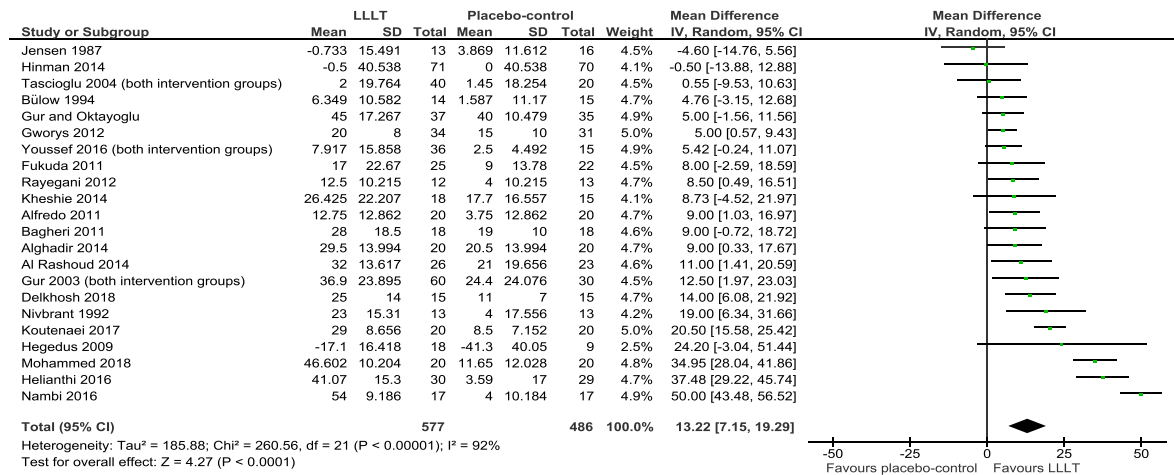 LLLT Placebo-control Mean Difference Mean Difference
Study or Subgroup Mean SD Total Mean SD Total Weight IV, Random, 95% CI IV, Random, 95% CI
Jensen 1987 -0.733 15.491 13 3.869 11.612 16 4.5% -4.60 [-14.76, 5.56]
Hinman 2014 -0.5 40.538 71 0 40.538 70 4.1% -0.50 [-13.88, 12.88]
Tascioglu 2004 (both intervention groups) 2 19.764 40 1.45 18.254 20 4.5% 0.55 [-9.53, 10.63]
Bülow 1994 6.349 10.582 14 1.587 11.17 15 4.7% 4.76 [-3.15, 12.68]
Gur and Oktayoglu 45 17.267 37 40 10.479 35 4.8% 5.00 [-1.56, 11.56]
Gworys 2012 20 8 34 15 10 31 5.0% 5.00 [0.57, 9.43]
Youssef 2016 (both intervention groups) 7.917 15.858 36 2.5 4.492 15 4.9% 5.42 [-0.24, 11.07]
Fukuda 2011 17 22.67 25 9 13.78 22 4.4% 8.00 [-2.59, 18.59]
Rayegani 2012 12.5 10.215 12 4 10.215 13 4.7% 8.50 [0.49, 16.51]
Kheshie 2014 26.425 22.207 18 17.7 16.557 15 4.1% 8.73 [-4.52, 21.97]
Alfredo 2011 12.75 12.862 20 3.75 12.862 20 4.7% 9.00 [1.03, 16.97]
Bagheri 2011 28 18.5 18 19 10 18 4.5% 9.00 [-0.72, 18.72]
Alghadir 2014 29.5 13.994 20 20.5 13.994 20 4.6% 9.00 [0.33, 17.67]
Al Rashoud 2014 32 13.617 26 21 19.656 23 4.5% 11.00 [1.41, 20.59]
Gur 2003 (both intervention groups) 36.9 23.895 60 24.4 24.076 30 4.4% 12.50 [1.97, 23.03]
Delkhosh 2018 25 14 15 11 7 15 4.7% 14.00 [6.08, 21.92]
Nivbrant 1992 23 15.31 13 4 17.556 13 4.2% 19.00 [6.34, 31.66]
Koutenaei 2017 29 8.656 20 8.5 7.152 20 5.0% 20.50 [15.58, 25.42]
Hegedus 2009 -17.1 16.418 18 -41.3 40.05 9 2.5% 24.20 [-3.04, 51.44]
Mohammed 2018 46.602 10.204 20 11.65 12.028 20 4.8% 34.95 [28.04, 41.86]
Helianthi 2016 41.07 15.3 30 3.59 17 29 4.7% 37.48 [29.22, 45.74]
Nambi 2016 54 9.186 17 4 10.184 17 4.9% 50.00 [43.48, 56.52]
Total (95% CI) 577 486 100.0% 13.22 [7.15, 19.29]
Heterogeneity: Tau² = 185.88; Chi² = 260.56, df = 21 (P < 0.00001); I² = 92%
Test for overall effect: Z = 4.27 (P < 0.0001)
-50 -25 0 25 50
Favours placebo-control Favours LLLT